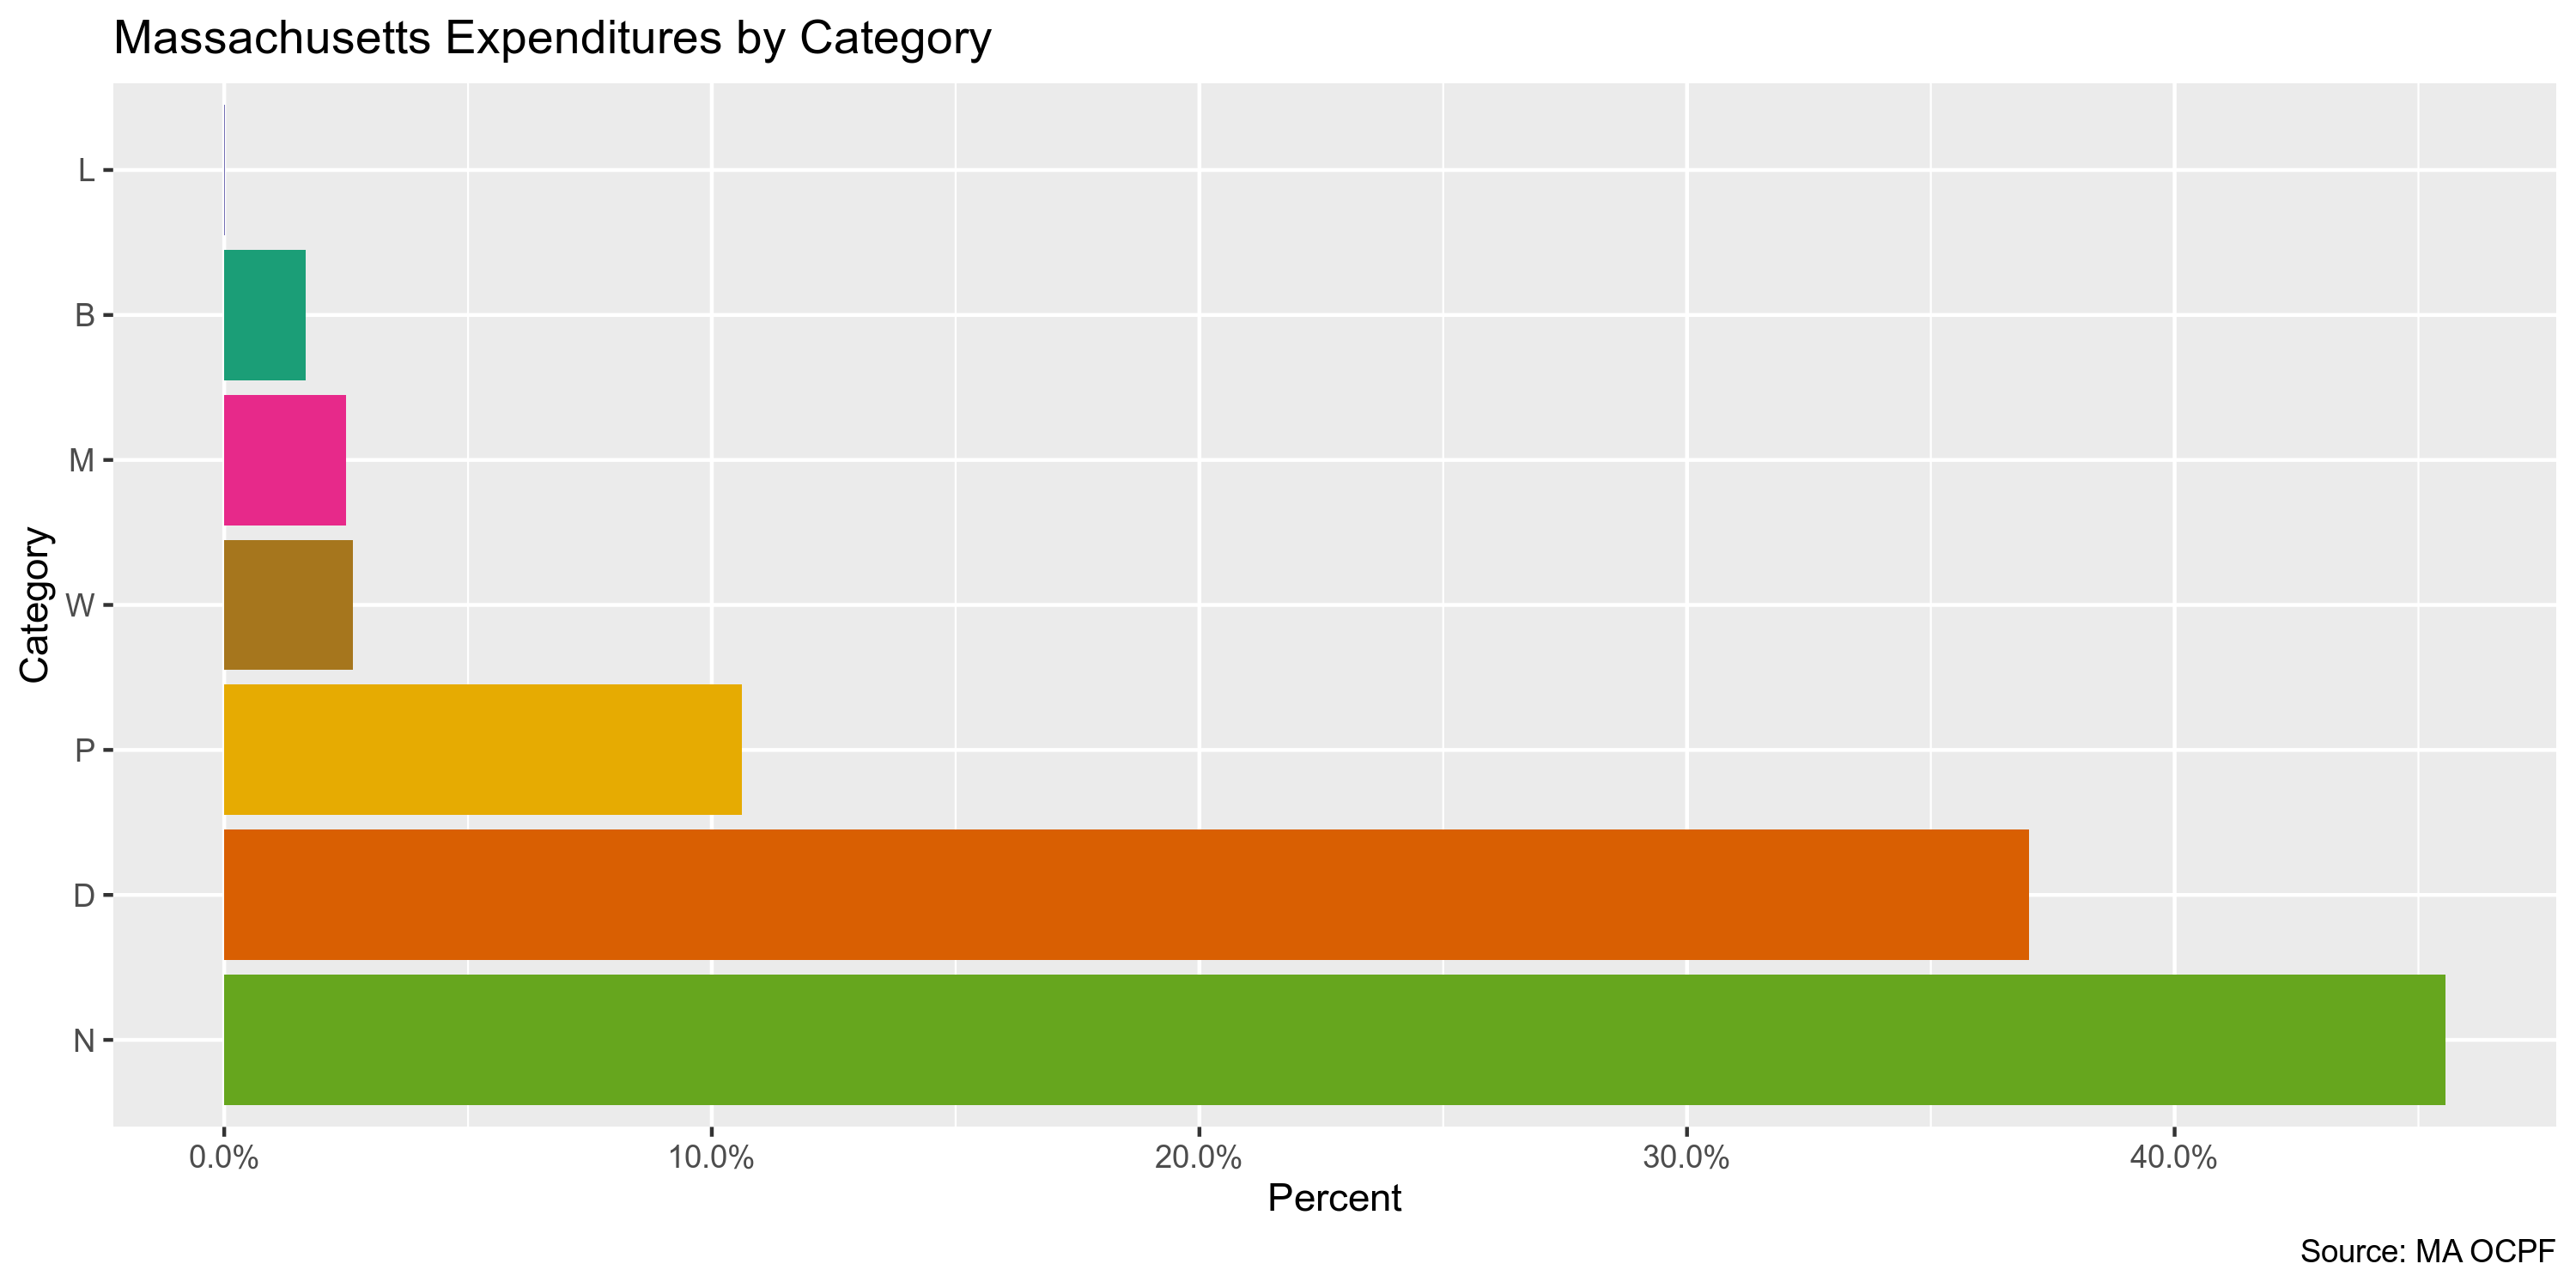 Massachusetts Expenditures by Category
Category
L
B
M
W
P
D
N
0.0% 10.0% 20.0% 30.0% 40.0%
Percent
Source: MA OCPF